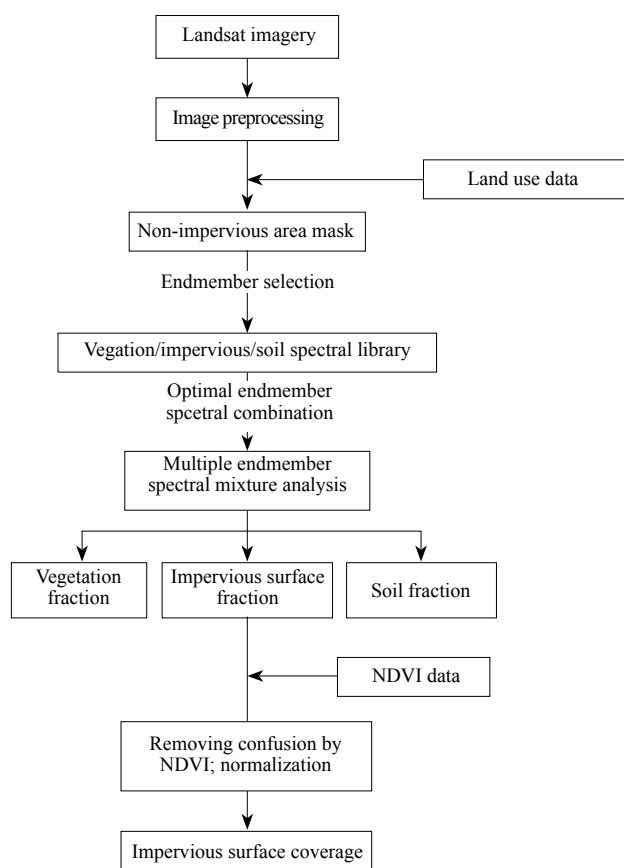 Landsat imagery
Image preprocessing
Land use data
Non-impervious area mask
Endmember selection
Vegation/impervious/soil spectral library
Optimal endmember
spcetral combination
Multiple endmember
spectral mixture analysis
Vegetation
fraction
Impervious surface
fraction
Soil fraction
NDVI data
Removing confusion by
NDVI; normalization
Impervious surface coverage